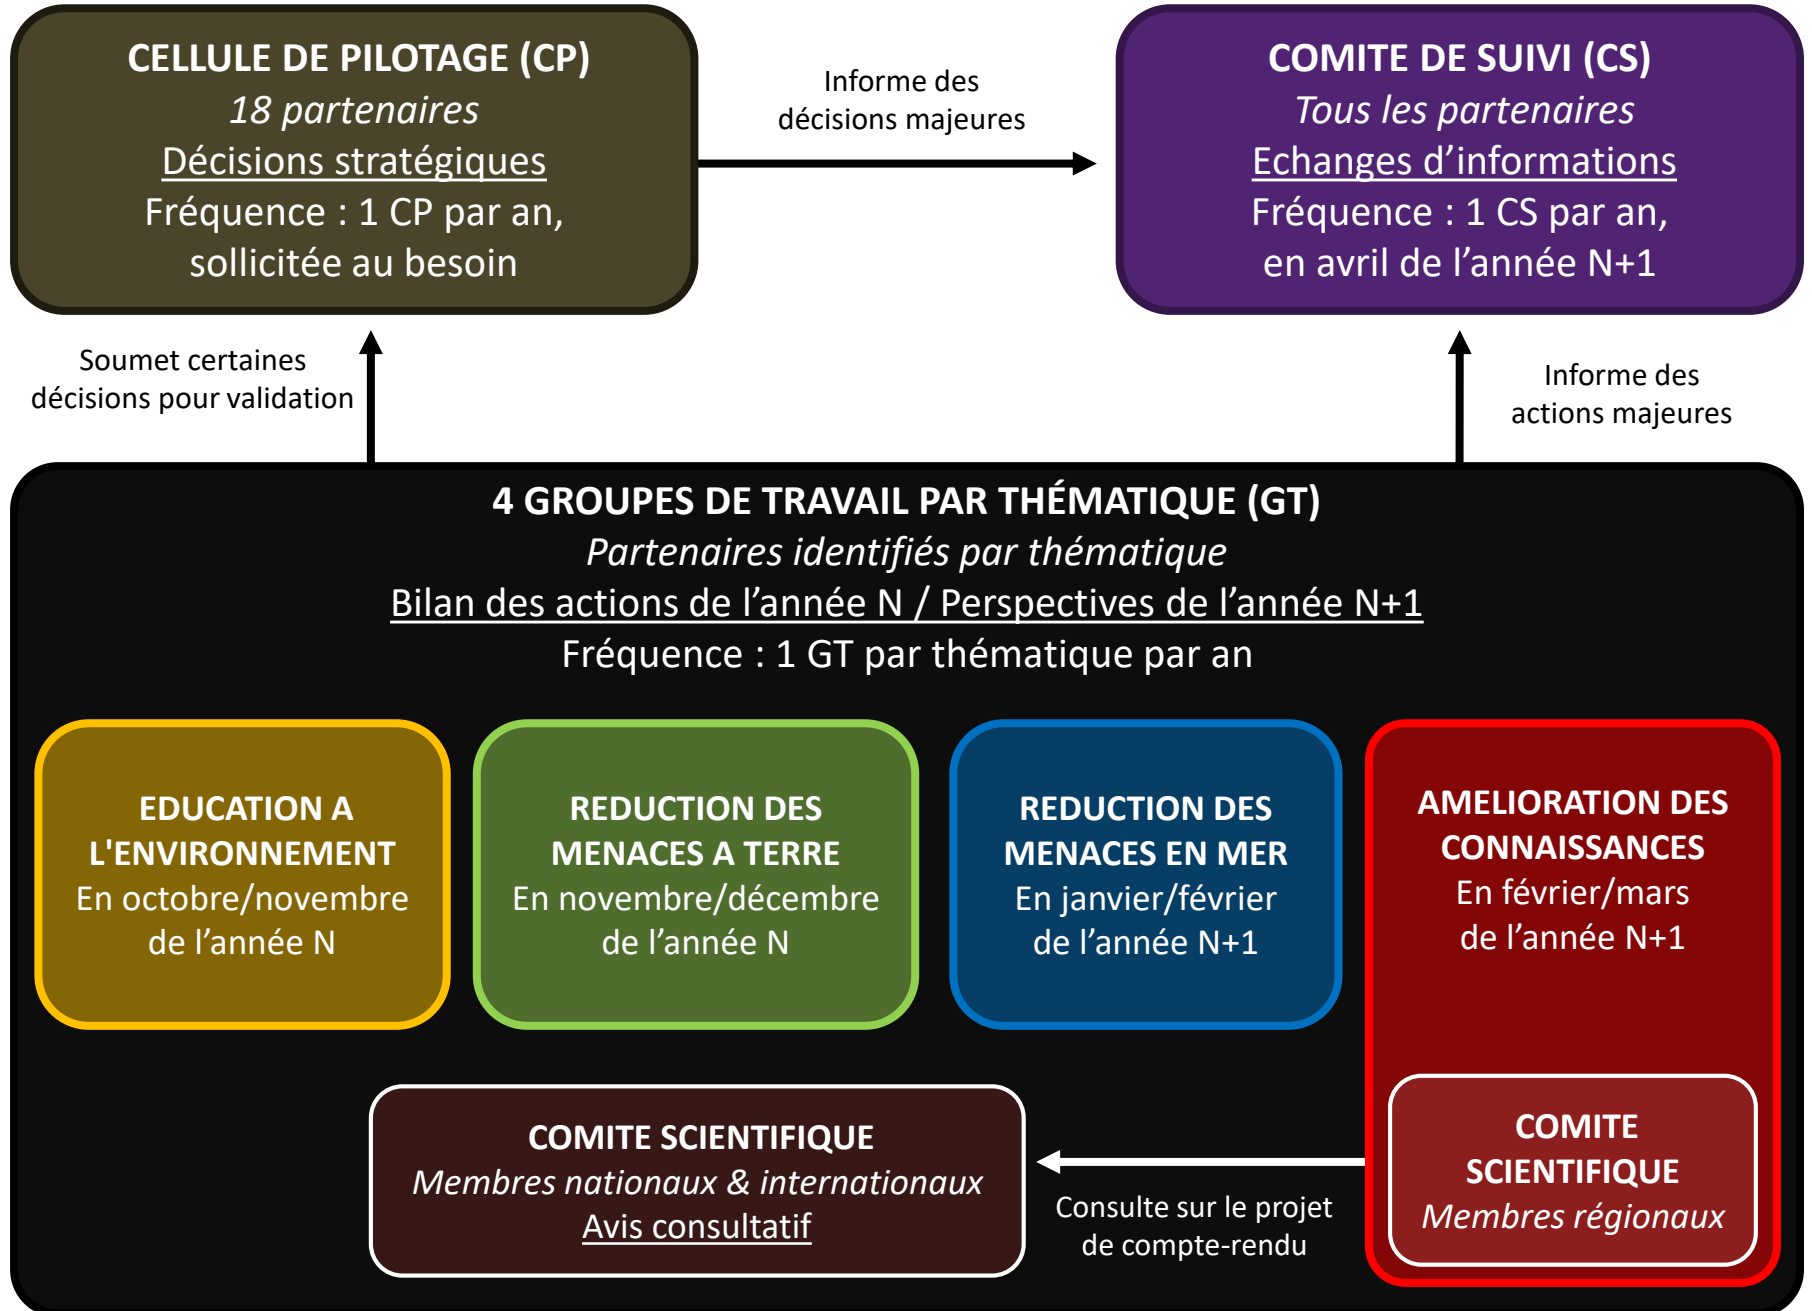 CELLULE DE PILOTAGE (CP)
18 partenaires
Décisions stratégiques
Fréquence : 1 CP par an,
sollicitée au besoin
Informe des
décisions majeures
COMITE DE SUIVI (CS)
Tous les partenaires
Echanges d’informations
Fréquence : 1 CS par an,
en avril de l’année N+1
Soumet certaines
décisions pour validation
Informe des
actions majeures
4 GROUPES DE TRAVAIL PAR THÉMATIQUE (GT)
Partenaires identifiés par thématique
Bilan des actions de l’année N / Perspectives de l’année N+1
Fréquence : 1 GT par thématique par an
EDUCATION A
L'ENVIRONNEMENT
En octobre/novembre
de l’année N
REDUCTION DES
MENACES A TERRE
En novembre/décembre
de l’année N
REDUCTION DES
MENACES EN MER
En janvier/février
de l’année N+1
AMELIORATION DES
CONNAISSANCES
En février/mars
de l’année N+1
COMITE SCIENTIFIQUE
Membres nationaux & internationaux
Avis consultatif
Consulte sur le projet
de compte-rendu
COMITE
SCIENTIFIQUE
Membres régionaux